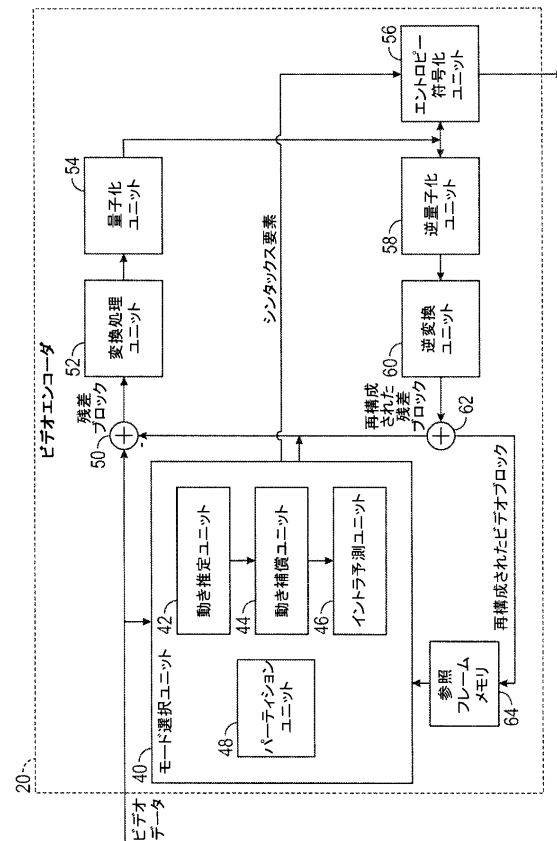 20
ビデオエンコーダ
ビデオ
データ
40
モード選択ユニット
42
動き推定ユニット
44
動き補償ユニット
46
イントラ予測ユニット
48
パーティション
ユニット
50
-
残差
ブロック
52
変換処理
ユニット
54
量子化
ユニット
シンタックス要素
56
エントロピー
符号化
ユニット
58
逆量子化
ユニット
60
逆変換
ユニット
再構成
された
残差
ブロック
62
再構成されたビデオブロック
64
参照
フレーム
メモリ